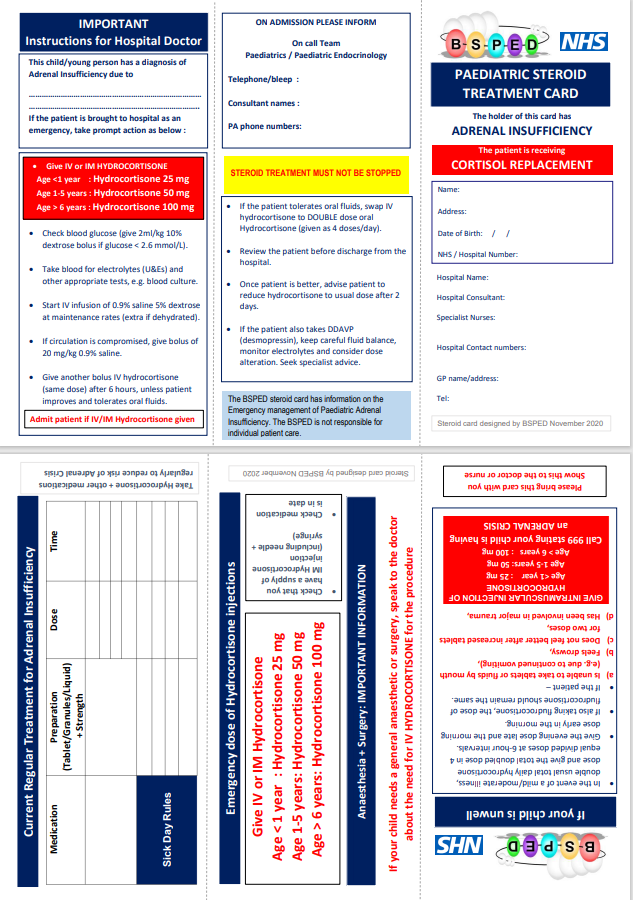 IMPORTANT
Instructions for Hospital Doctor
This child/young person has a diagnosis of
Adrenal Insufficiency due to
……………………………………………………………
……………………………………………………………
If the patient is brought to hospital as an
emergency, take prompt action as below :
• Give IV or IM HYDROCORTISONE
Age <1 year : Hydrocortisone 25 mg
Age 1-5 years : Hydrocortisone 50 mg
Age > 6 years : Hydrocortisone 100 mg
• Check blood glucose (give 2ml/kg 10%
dextrose bolus if glucose < 2.6 mmol/L).
• Take blood for electrolytes (U&Es) and
other appropriate tests, e.g. blood culture.
• Start IV infusion of 0.9% saline 5% dextrose
at maintenance rates (extra if dehydrated).
• If circulation is compromised, give bolus of
20 mg/kg 0.9% saline.
• Give another bolus IV hydrocortisone
(same dose) after 6 hours, unless patient
improves and tolerates oral fluids.
Admit patient if IV/IM Hydrocortisone given
ON ADMISSION PLEASE INFORM
On call Team
Paediatrics / Paediatric Endocrinology
Telephone/bleep :
Consultant names :
PA phone numbers:
STEROID TREATMENT MUST NOT BE STOPPED
• If the patient tolerates oral fluids, swap IV
hydrocortisone to DOUBLE dose oral
Hydrocortisone (given as 4 doses/day).
• Review the patient before discharge from the
hospital.
• Once patient is better, advise patient to
reduce hydrocortisone to usual dose after 2
days.
• If the patient also takes DDAVP
(desmopressin), keep careful fluid balance,
monitor electrolytes and consider dose
alteration. Seek specialist advice.
The BSPED steroid card has information on the
Emergency management of Paediatric Adrenal
Insufficiency. The BSPED is not responsible for
individual patient care.
B-S-P-E-D
NHS
PAEDIATRIC STEROID
TREATMENT CARD
The holder of this card has
ADRENAL INSUFFICIENCY
The patient is receiving
CORTISOL REPLACEMENT
Name:
Address:
Date of Birth: / /
NHS / Hospital Number:
Hospital Name:
Hospital Consultant:
Specialist Nurses:
Hospital Contact numbers:
GP name/address:
Tel:
Steroid card designed by BSPED November 2020
Current Regular Treatment for Adrenal Insufficiency
Medication
Preparation
(Tablet/Granules/Liquid)
+ Strength
Dose
Time
Sick Day Rules
Take Hydrocortisone + other medications
regularly to reduce risk of Adrenal Crisis
Emergency dose of Hydrocortisone injections
Give IV or IM Hydrocortisone
Age < 1 year : Hydrocortisone 25 mg
Age 1-5 years: Hydrocortisone 50 mg
Age > 6 years: Hydrocortisone 100 mg
• Check that you
have a supply of
IM Hydrocortisone
injection
(including needle +
syringe)
• Check medication
is in date
Steroid card designed by BSPED November 2020
Anaesthesia + Surgery: IMPORTANT INFORMATION
If your child needs a general anaesthetic or surgery, speak to the doctor
about the need for IV HYDROCORTISONE for the procedure
B-S-P-E-D
NHS
If your child is unwell
• In the event of a mild/moderate illness,
double usual total daily hydrocortisone
dose and give the total doubled dose in 4
equal divided doses at 6-hour intervals.
Give the evening dose late and the morning
dose early in the morning.
• If also taking fludrocortisone, the dose of
fludrocortisone should remain the same.
• If the patient –
a) Is unable to take tablets or fluids by mouth
(e.g. due to continued vomiting),
b) Feels drowsy,
c) Does not feel better after increased tablets
for two doses,
d) Has been involved in major trauma,
GIVE INTRAMUSCULAR INJECTION OF
HYDROCORTISONE
Age <1 year : 25 mg
Age 1-5 years: 50 mg
Age < 6 years : 100 mg
Call 999 stating your child is having
an ADRENAL CRISIS
Please bring this card with you
Show this to the doctor or nurse